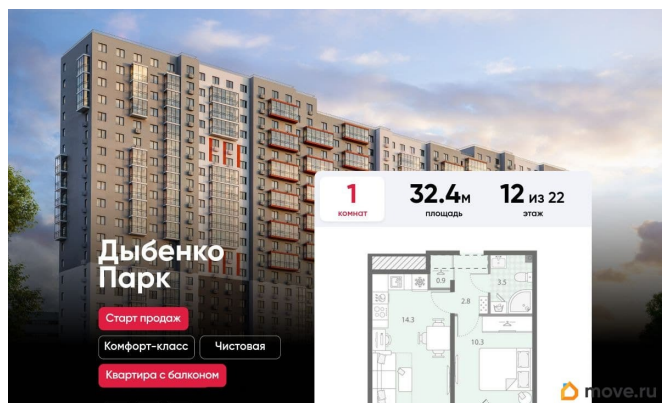 1
комнат
32.4м
площадь
12 из 22
этаж
Дыбенко
Парк
Старт продаж
Комфорт-класс
Чистовая
Квартира с балконом
0.9
3.5
2.8
14.3
10.3
move.ru